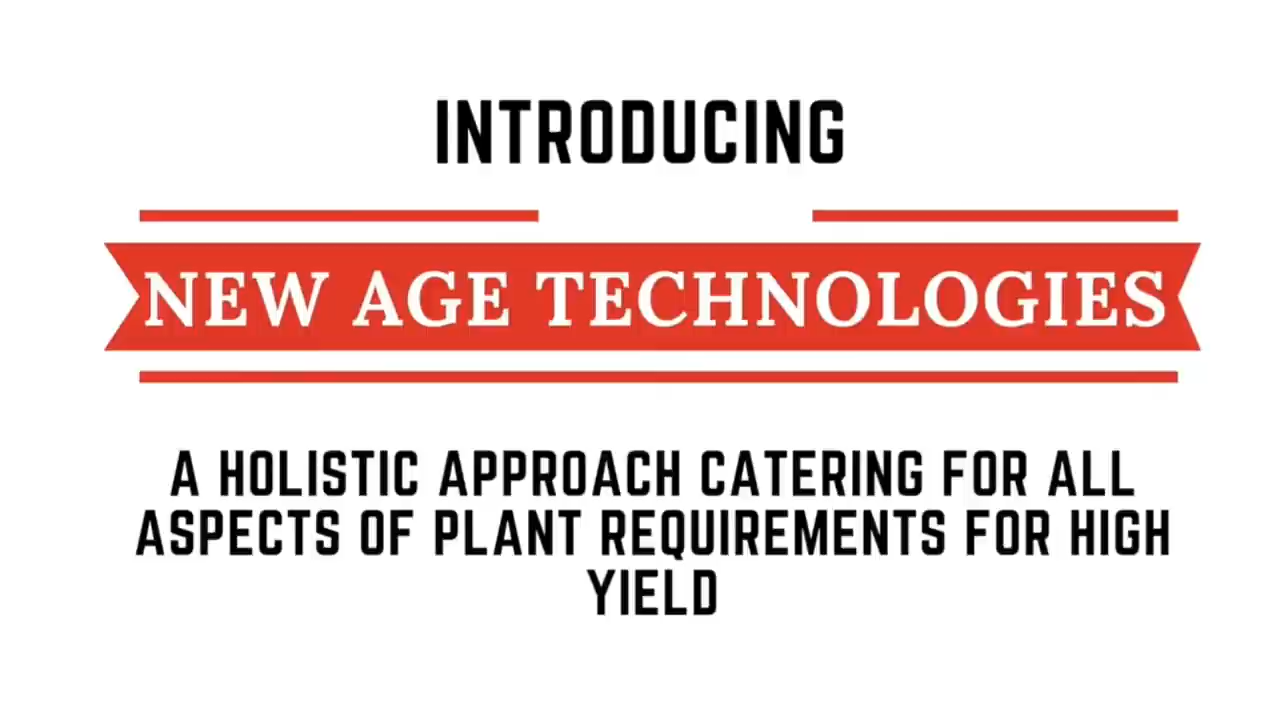 INTRODUCING
NEW AGE TECHNOLOGIES
A HOLISTIC APPROACH CATERING FOR ALL
ASPECTS OF PLANT REQUIREMENTS FOR HIGH
YIELD